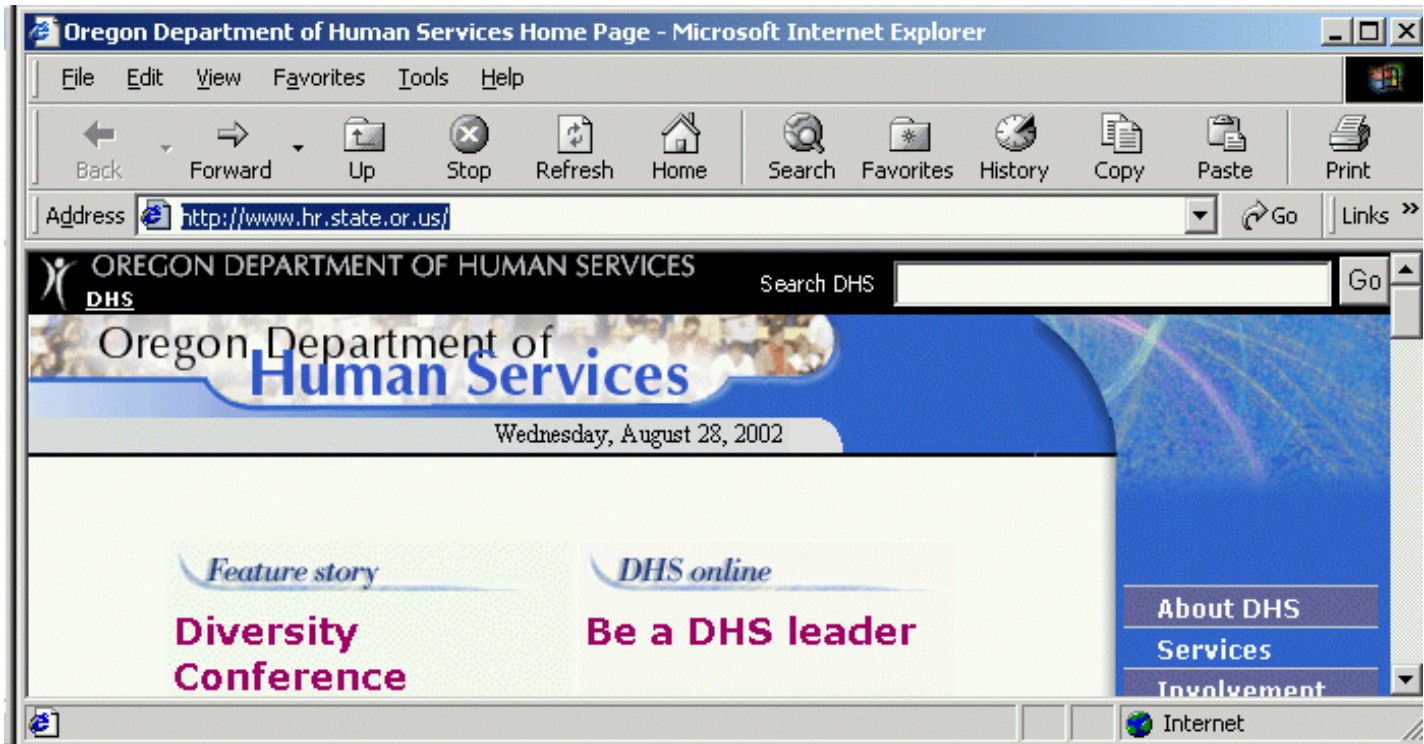 Oregon Department of Human Services Home Page - Microsoft Internet Explorer
File Edit View Favorites Tools Help
Back Forward Up Stop Refresh Home Search Favorites History Copy Paste Print
Address http://www.hr.state.or.us/ Go Links »
OREGON DEPARTMENT OF HUMAN SERVICES
DHS
Search DHS Go
Oregon Department of
Human Services
Wednesday, August 28, 2002
Feature story
Diversity
Conference
DHS online
Be a DHS leader
About DHS
Services
Involvement
Internet